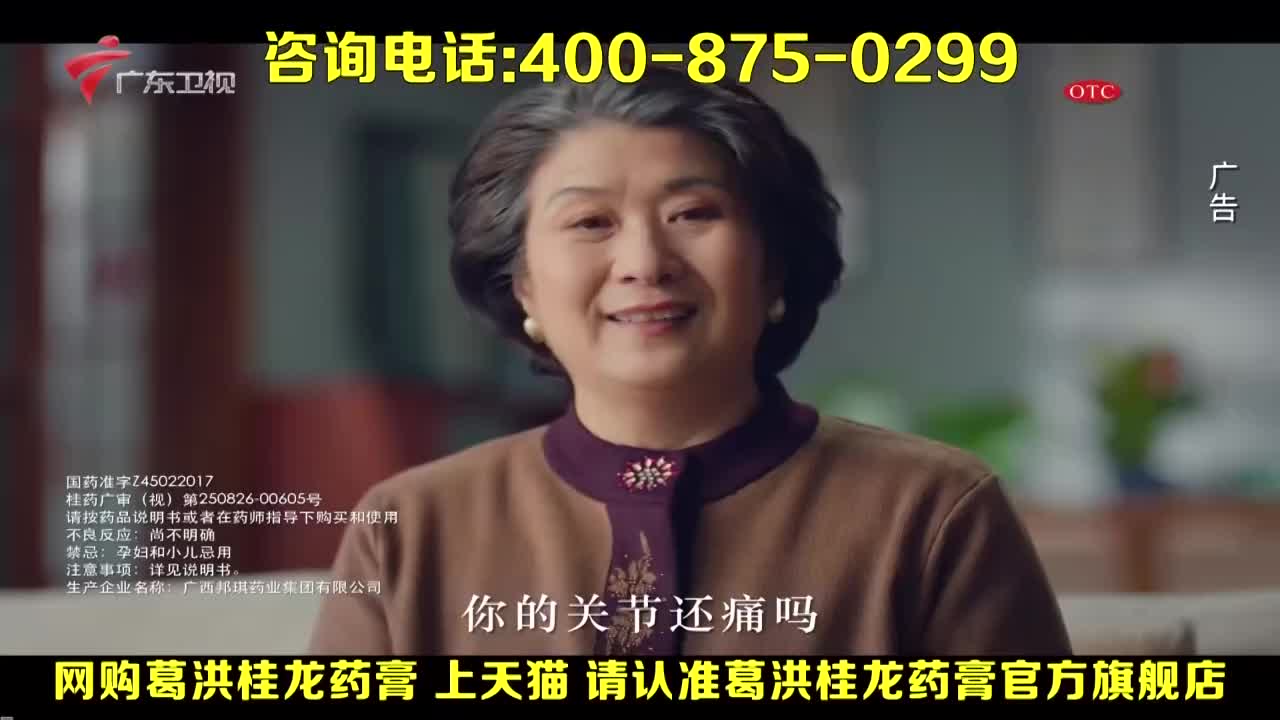 咨询电话:400-875-0299
广东卫视
OTC
广告
国药准字Z45022017
桂药广审（视）第250826-00605号
请按药品说明书或者在药师指导下购买和使用
不良反应：尚不明确
禁忌：孕妇和小儿忌用
注意事项：详见说明书。
生产企业名称：广西邦琪药业集团有限公司
你的关节还痛吗
网购葛洪桂龙药膏 上天猫 请认准葛洪桂龙药膏官方旗舰店